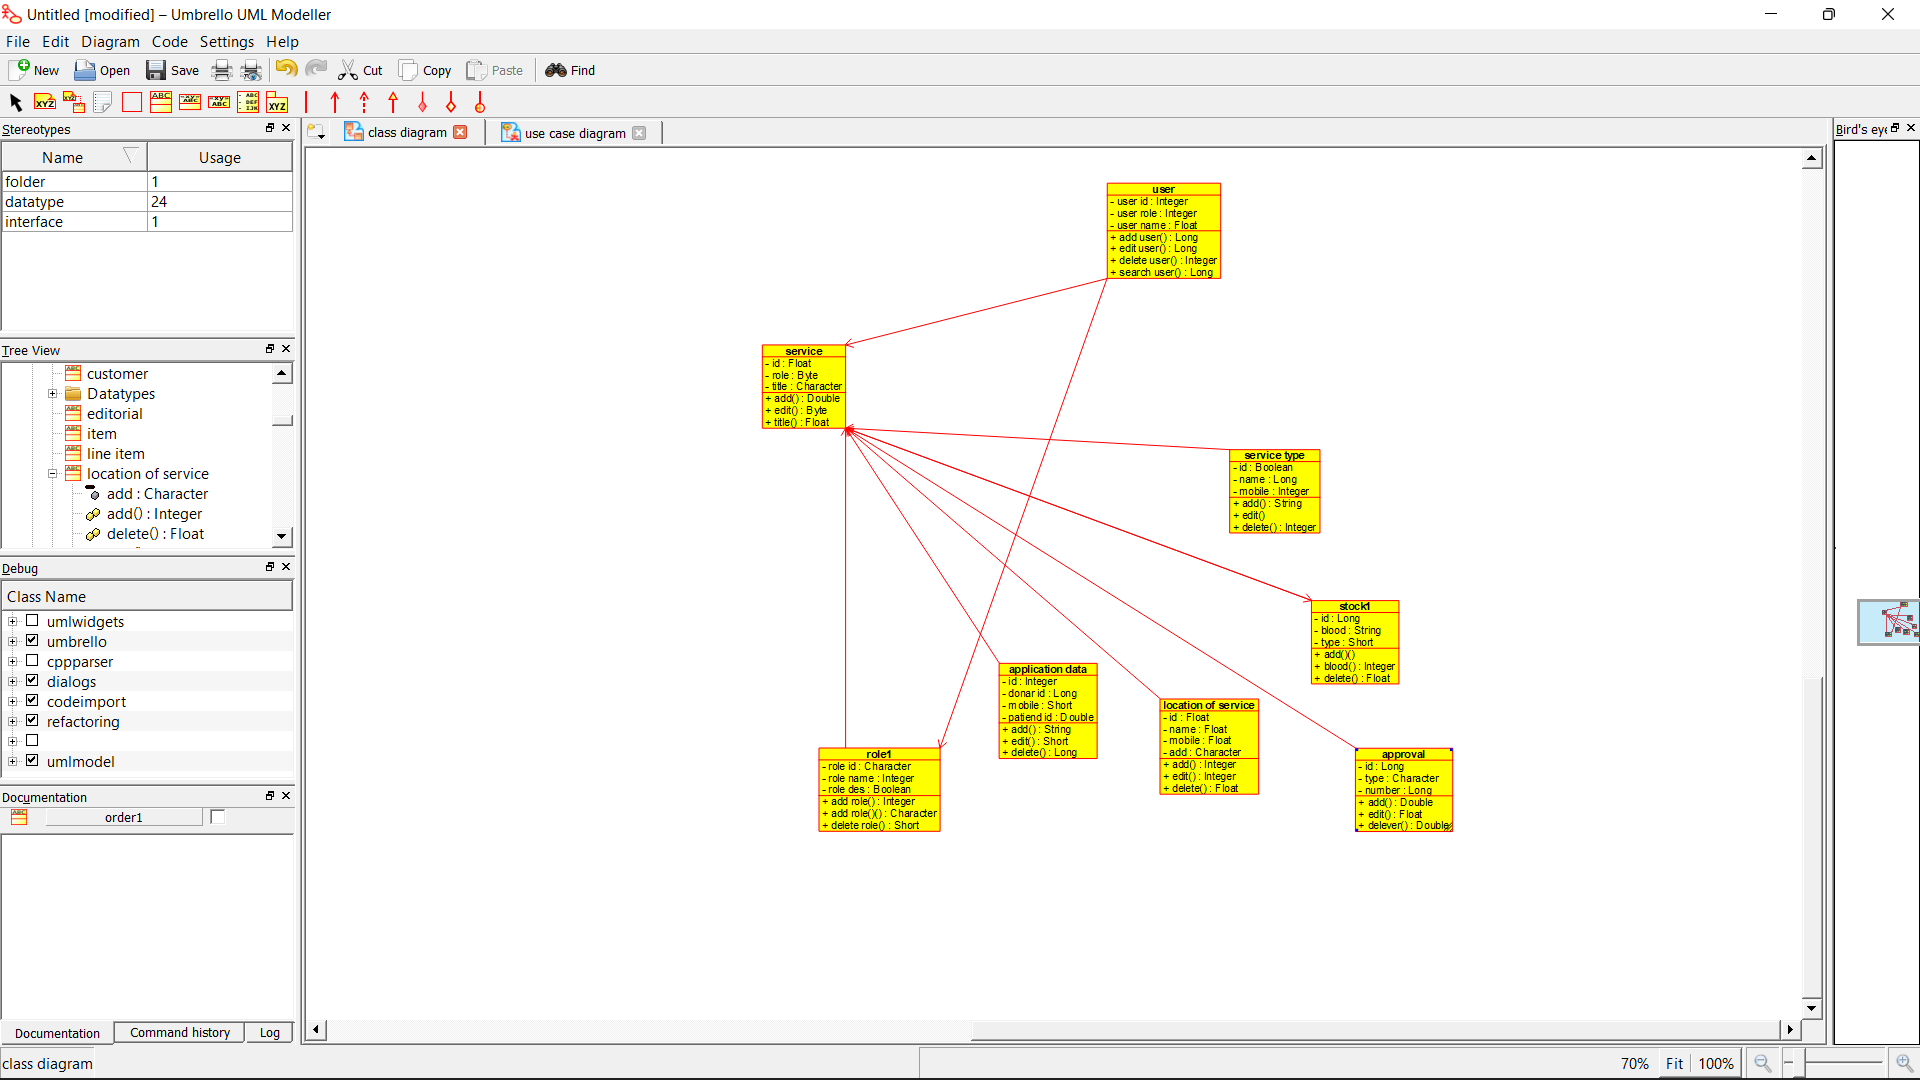 Untitled [modified] – Umbrello UML Modeller
File Edit Diagram Code Settings Help
New Open Save Cut Copy Paste Find
Stereotypes
Name Usage
folder 1
datatype 24
interface 1
Tree View
customer
Datatypes
editorial
item
line item
location of service
add : Character
add() : Integer
delete() : Float
Debug
Class Name
umlwidgets
umbrello
cppparser
dialogs
codeimport
refactoring
umlmodel
Documentation
order1
Documentation Command history Log
class diagram
class diagram use case diagram
user
- user id : Integer
- user role : Integer
- user name : Float
+ add user() : Long
+ edit user() : Long
+ delete user() : Integer
+ search user() : Long
service
- id : Float
- role : Byte
- title : Character
+ add() : Double
+ edit() : Byte
+ title() : Float
service type
- id : Boolean
- name : Long
- mobile : Integer
+ add() : String
+ edit()
+ delete() : Integer
stock1
- id : Long
- blood : String
- type : Short
+ add()()
+ blood() : Integer
+ delete() : Float
application data
- id : Integer
- donar id : Long
- mobile : Short
- patiend id : Double
+ add() : String
+ edit() : Short
+ delete() : Long
location of service
- id : Float
- name : Float
- mobile : Float
- add : Character
+ add() : Integer
+ edit() : Integer
+ delete() : Float
role1
- role id : Character
- role name : Integer
- role des : Boolean
+ add role() : Integer
+ add role()() : Character
+ delete role() : Short
approval
- id : Long
- type : Character
- number : Long
+ add() : Double
+ edit() : Float
+ delever() : Double
Bird's eye
70% Fit 100%